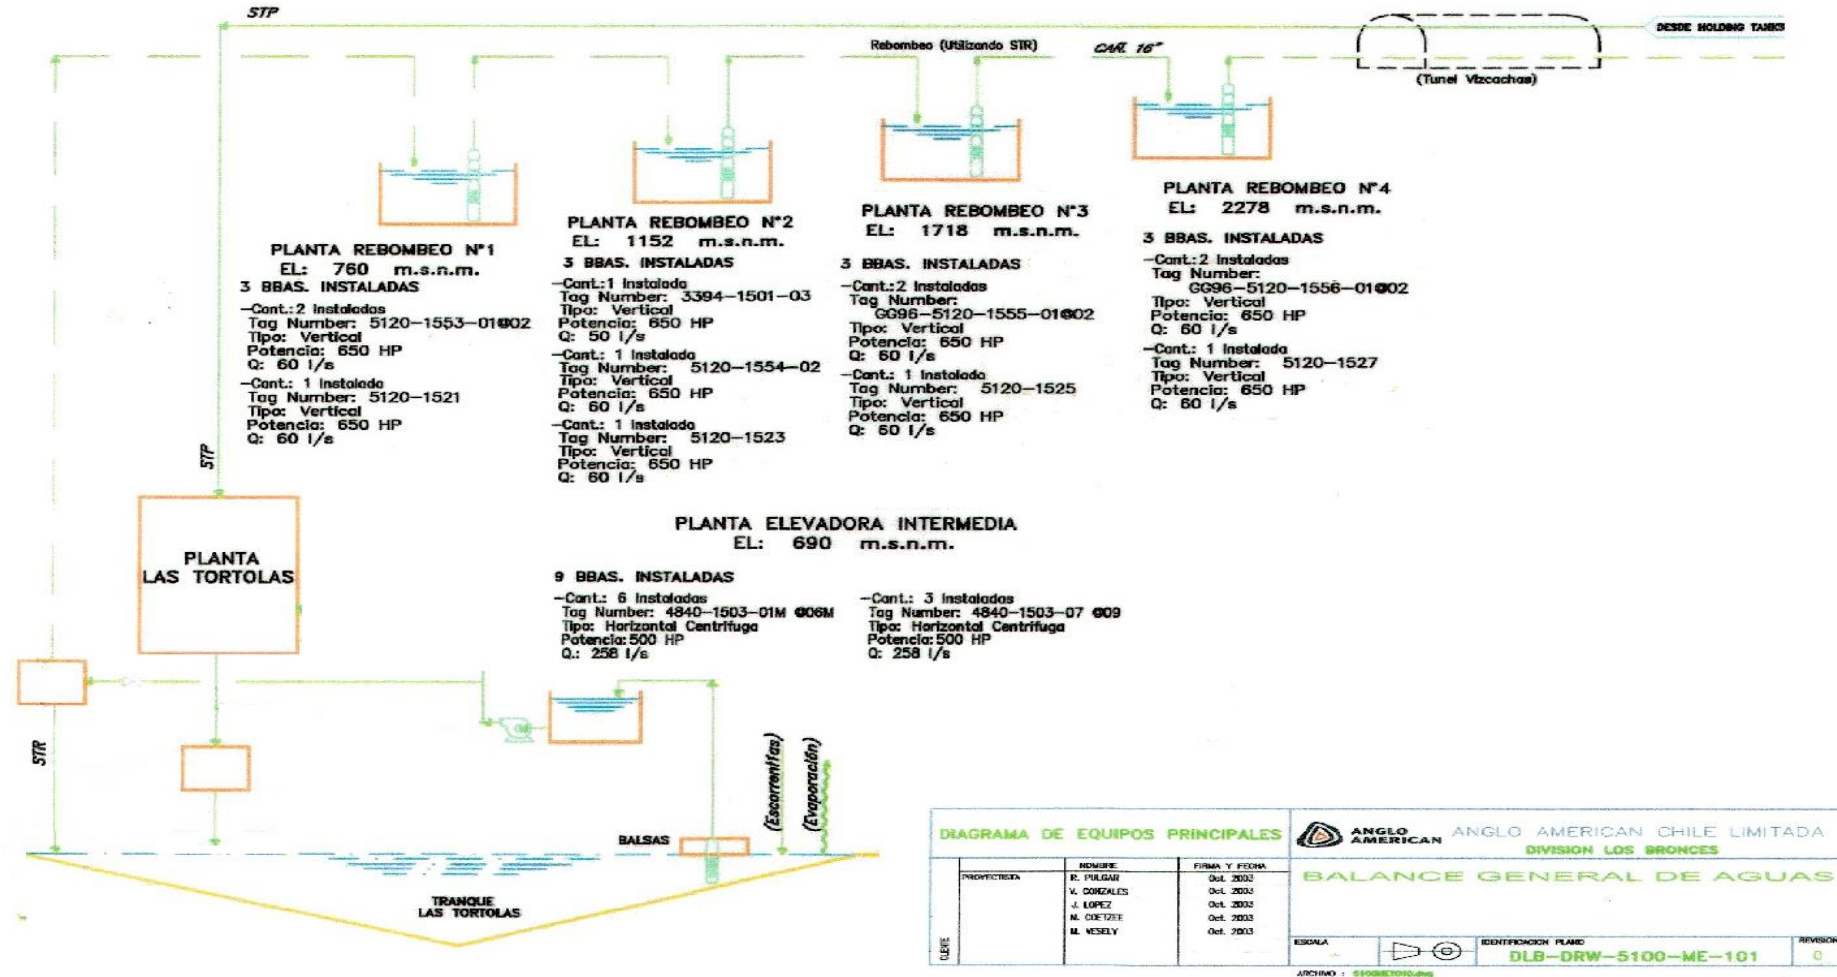 STP
DESDE HOLDING TANKS
Rebombeo (Utilizando STR)
CAÑ. 16"
(Tunel Vizcachas)
PLANTA REBOMBEO N°1
EL: 760 m.s.n.m.
3 BBAS. INSTALADAS
-Cant.:2 Instaladas
Tag Number: 5120-1553-01@02
Tipo: Vertical
Potencia: 650 HP
Q: 60 l/s
-Cant.: 1 Instalada
Tag Number: 5120-1521
Tipo: Vertical
Potencia: 650 HP
Q: 60 l/s
PLANTA REBOMBEO N°2
EL: 1152 m.s.n.m.
3 BBAS. INSTALADAS
-Cant.:1 Instalada
Tag Number: 3394-1501-03
Tipo: Vertical
Potencia: 650 HP
Q: 50 l/s
-Cant.: 1 Instalada
Tag Number: 5120-1554-02
Tipo: Vertical
Potencia: 650 HP
Q: 60 l/s
-Cant.: 1 Instalada
Tag Number: 5120-1523
Tipo: Vertical
Potencia: 650 HP
Q: 60 l/s
PLANTA REBOMBEO N°3
EL: 1718 m.s.n.m.
3 BBAS. INSTALADAS
-Cant.:2 Instaladas
Tag Number:
GG96-5120-1555-01@02
Tipo: Vertical
Potencia: 650 HP
Q: 60 l/s
-Cant.: 1 Instalada
Tag Number: 5120-1525
Tipo: Vertical
Potencia: 650 HP
Q: 60 l/s
PLANTA REBOMBEO N°4
EL: 2278 m.s.n.m.
3 BBAS. INSTALADAS
-Cant.:2 Instaladas
Tag Number:
GG96-5120-1556-01@02
Tipo: Vertical
Potencia: 650 HP
Q: 60 l/s
-Cant.: 1 Instalada
Tag Number: 5120-1527
Tipo: Vertical
Potencia: 650 HP
Q: 60 l/s
STP
PLANTA
LAS TORTOLAS
PLANTA ELEVADORA INTERMEDIA
EL: 690 m.s.n.m.
9 BBAS. INSTALADAS
-Cant.: 6 Instaladas
Tag Number: 4840-1503-01M @06M
Tipo: Horizontal Centrifuga
Potencia:500 HP
Q.: 258 l/s
-Cant.: 3 Instaladas
Tag Number: 4840-1503-07 @09
Tipo: Horizontal Centrifuga
Potencia:500 HP
Q: 258 l/s
STR
(Escorrentías)
(Evaporación)
BALSAS
TRANQUE
LAS TORTOLAS
DIAGRAMA DE EQUIPOS PRINCIPALES
NOMBRE FIRMA Y FECHA
PROYECTISTA R. PULGAR Oct. 2003
V. GONZALES Oct. 2003
J. LOPEZ Oct. 2003
M. COETZEE Oct. 2003
M. VESELY Oct. 2003
ANGLO
AMERICAN
ANGLO AMERICAN CHILE LIMITADA
DIVISION LOS BRONCES
BALANCE GENERAL DE AGUAS
ESCALA
IDENTIFICACION PLANO
DLB-DRW-5100-ME-101
REVISION
0
ARCHIVO :